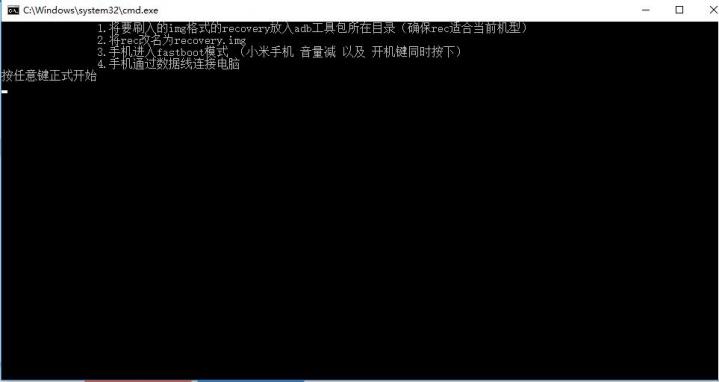 C:\Windows\system32\cmd.exe
1.将要刷入的img格式的recovery放入adb工具包所在目录（确保rec适合当前机型）
2.将rec改名为recovery.img
3.手机进入fastboot模式 （小米手机 音量减 以及 开机键同时按下）
4.手机通过数据线连接电脑
按任意键正式开始